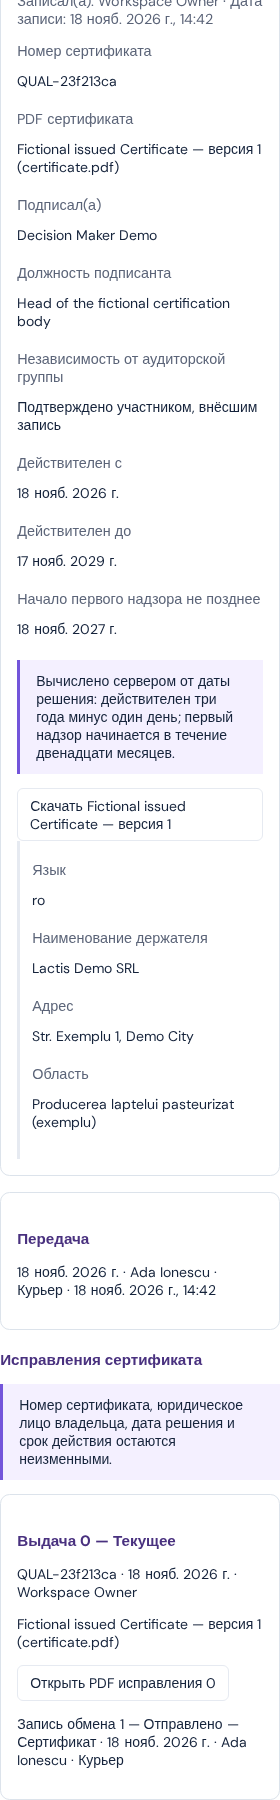 Записал(а): Workspace Owner · Дата
записи: 18 нояб. 2026 г., 14:42
Номер сертификата
QUAL-23f213ca
PDF сертификата
Fictional issued Certificate — версия 1
(certificate.pdf)
Подписал(а)
Decision Maker Demo
Должность подписанта
Head of the fictional certification
body
Независимость от аудиторской
группы
Подтверждено участником, внёсшим
запись
Действителен с
18 нояб. 2026 г.
Действителен до
17 нояб. 2029 г.
Начало первого надзора не позднее
18 нояб. 2027 г.
Вычислено сервером от даты
решения: действителен три
года минус один день; первый
надзор начинается в течение
двенадцати месяцев.
Скачать Fictional issued
Certificate — версия 1
Язык
ro
Наименование держателя
Lactis Demo SRL
Адрес
Str. Exemplu 1, Demo City
Область
Producerea laptelui pasteurizat
(exemplu)
Передача
18 нояб. 2026 г. · Ada Ionescu ·
Курьер · 18 нояб. 2026 г., 14:42
Исправления сертификата
Номер сертификата, юридическое
лицо владельца, дата решения и
срок действия остаются
неизменными.
Выдача 0 — Текущее
QUAL-23f213ca · 18 нояб. 2026 г. ·
Workspace Owner
Fictional issued Certificate — версия 1
(certificate.pdf)
Открыть PDF исправления 0
Запись обмена 1 — Отправлено —
Сертификат · 18 нояб. 2026 г. · Ada
Ionescu · Курьер